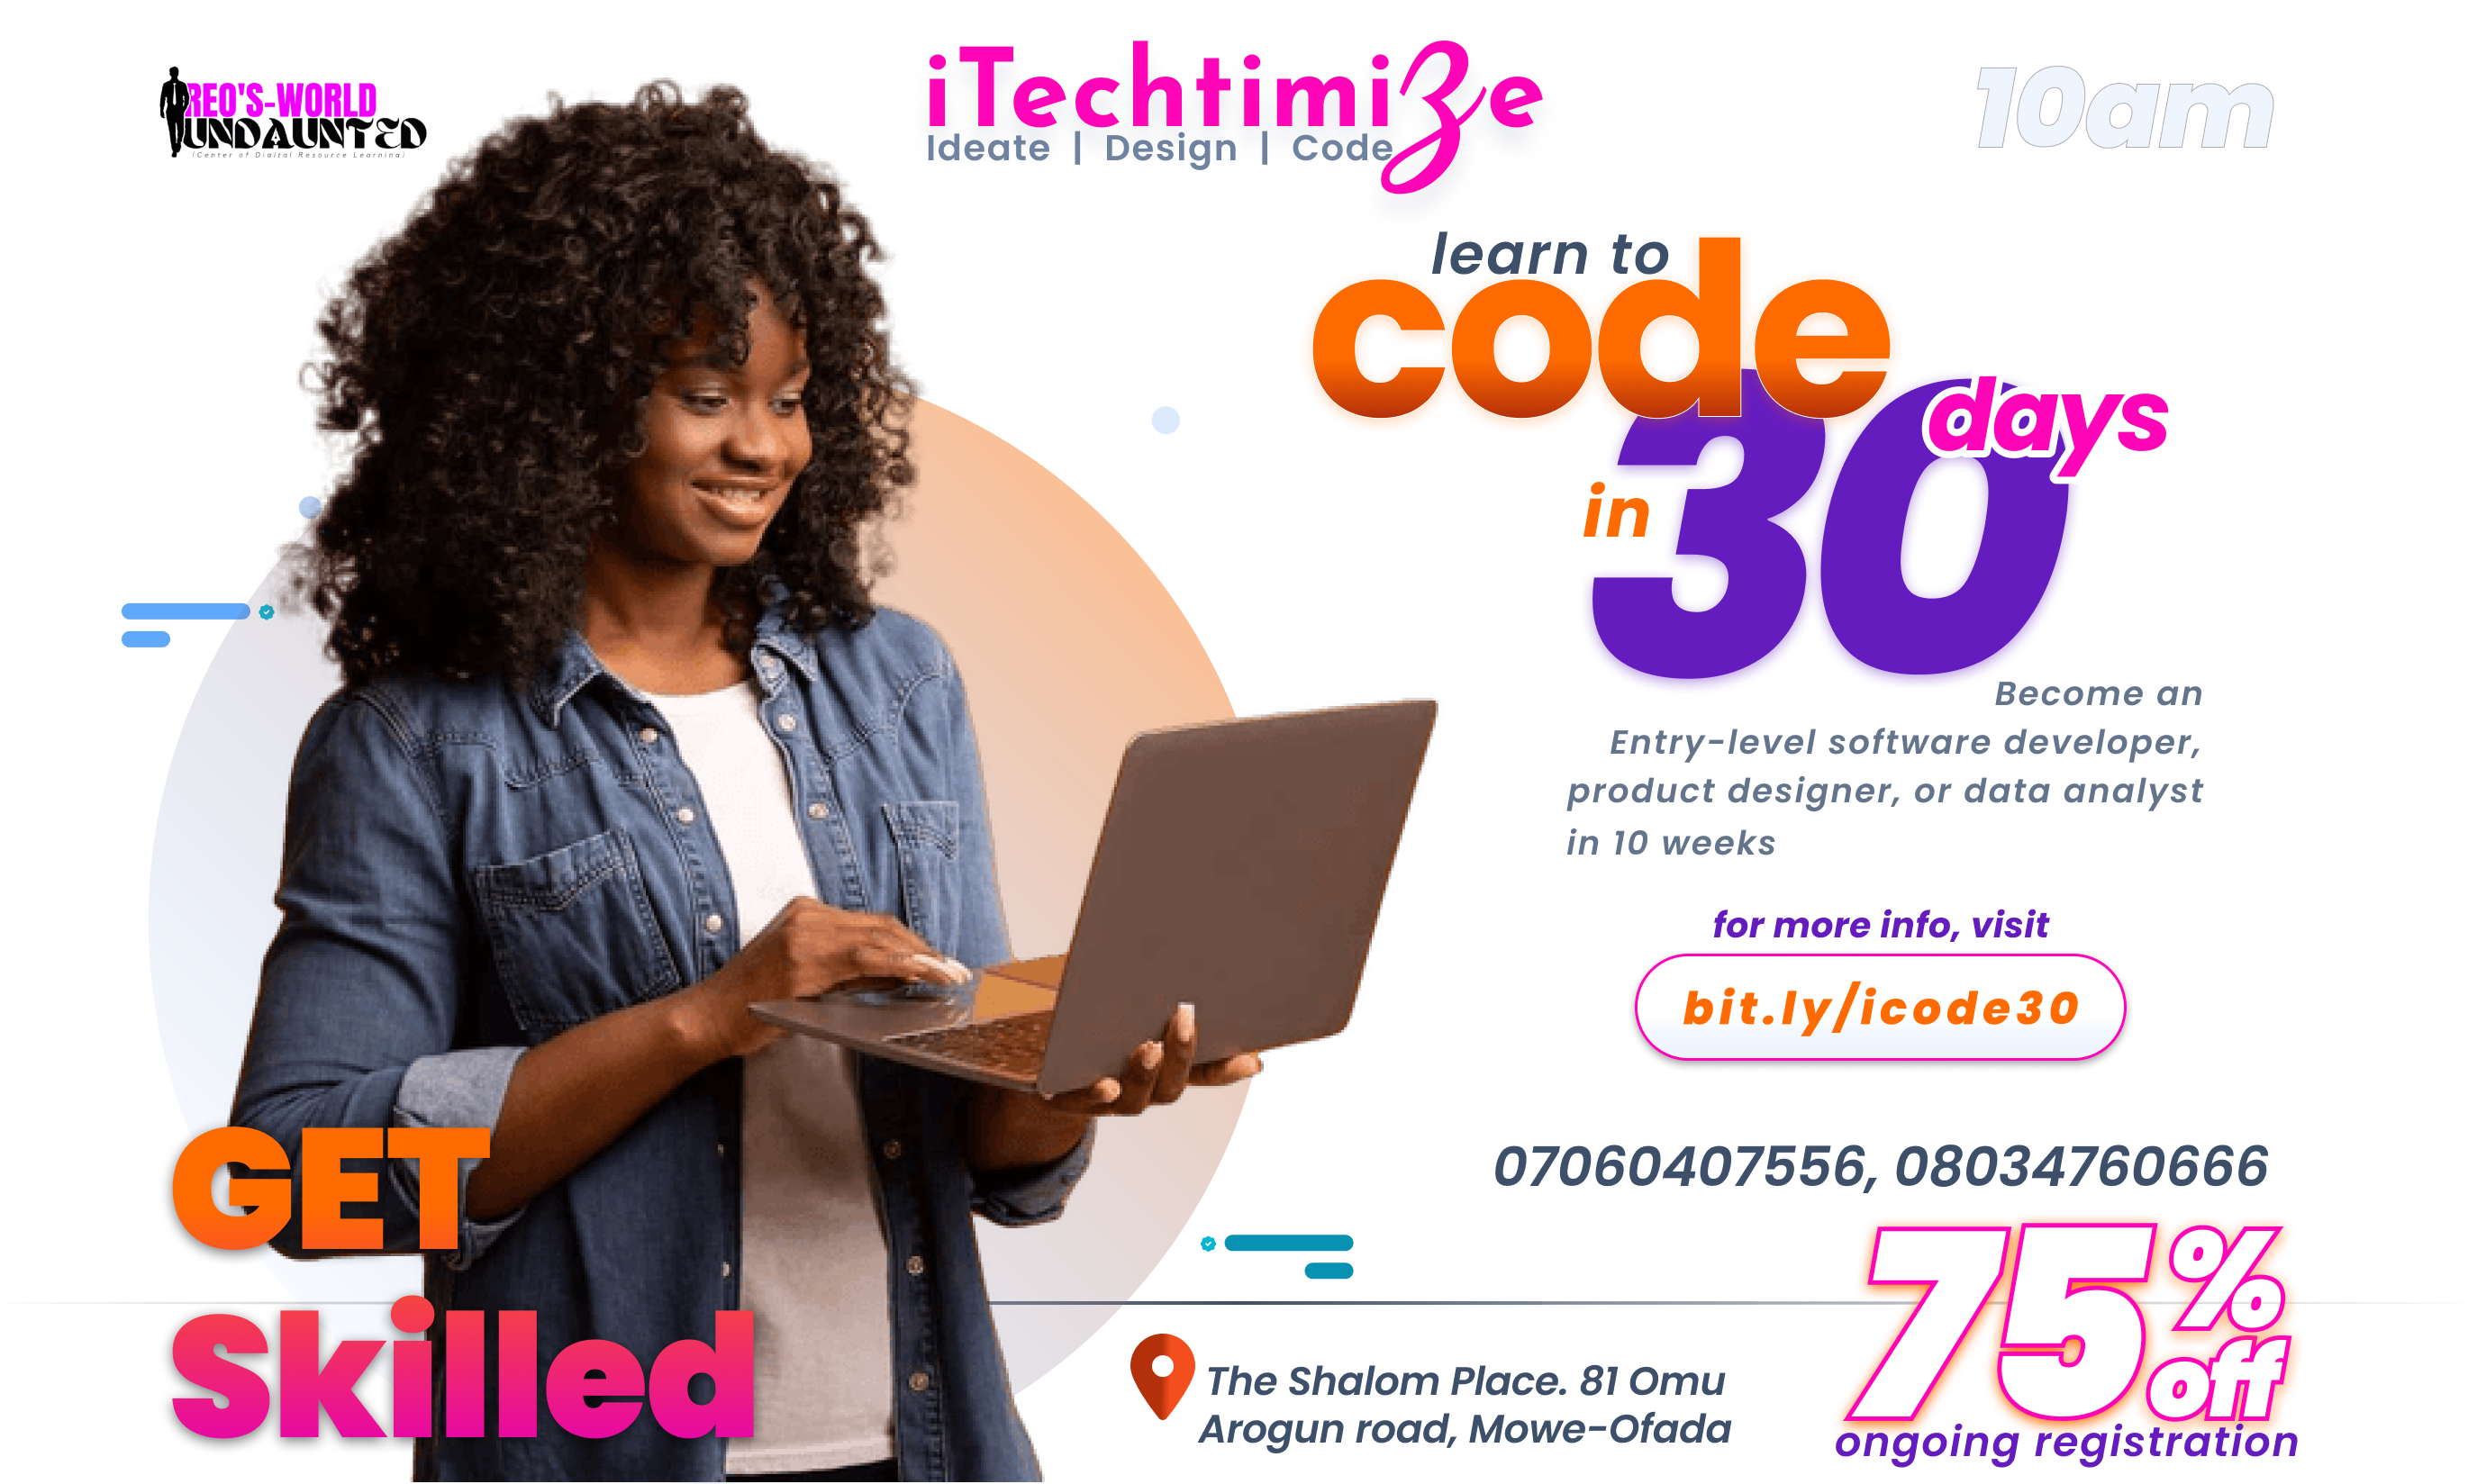 REO'S-WORLD
UNDAUNTED
(Center of Digital Resource Learning)
iTechtimize
Ideate | Design | Code
10am
learn to
code
in 30 days
Become an
Entry-level software developer,
product designer, or data analyst
in 10 weeks
for more info, visit
bit.ly/icode30
07060407556, 08034760666
GET
Skilled
The Shalom Place. 81 Omu
Arogun road, Mowe-Ofada
75% off
ongoing registration